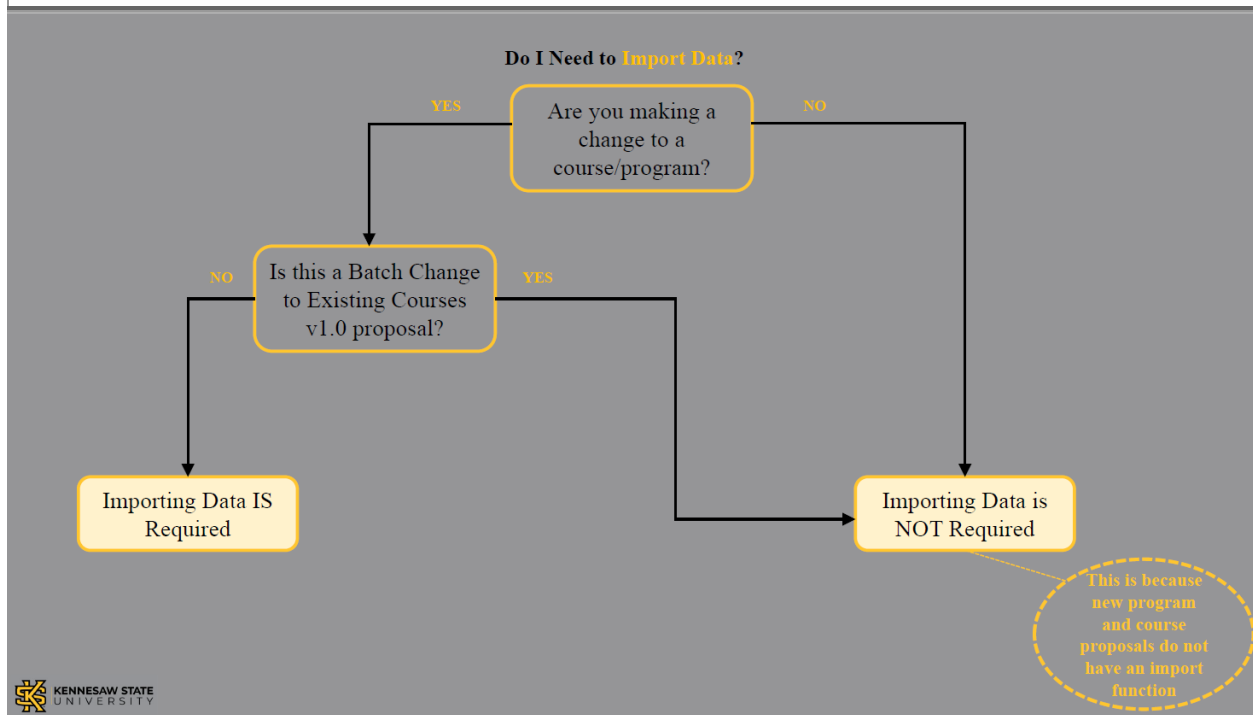 Do I Need to Import Data?
YES
Are you making a
change to a
course/program?
NO
NO
Is this a Batch Change
to Existing Courses
v1.0 proposal?
YES
Importing Data IS
Required
Importing Data is
NOT Required
This is because
new program
and course
proposals do not
have an import
function
KS
KENNESAW STATE
UNIVERSITY